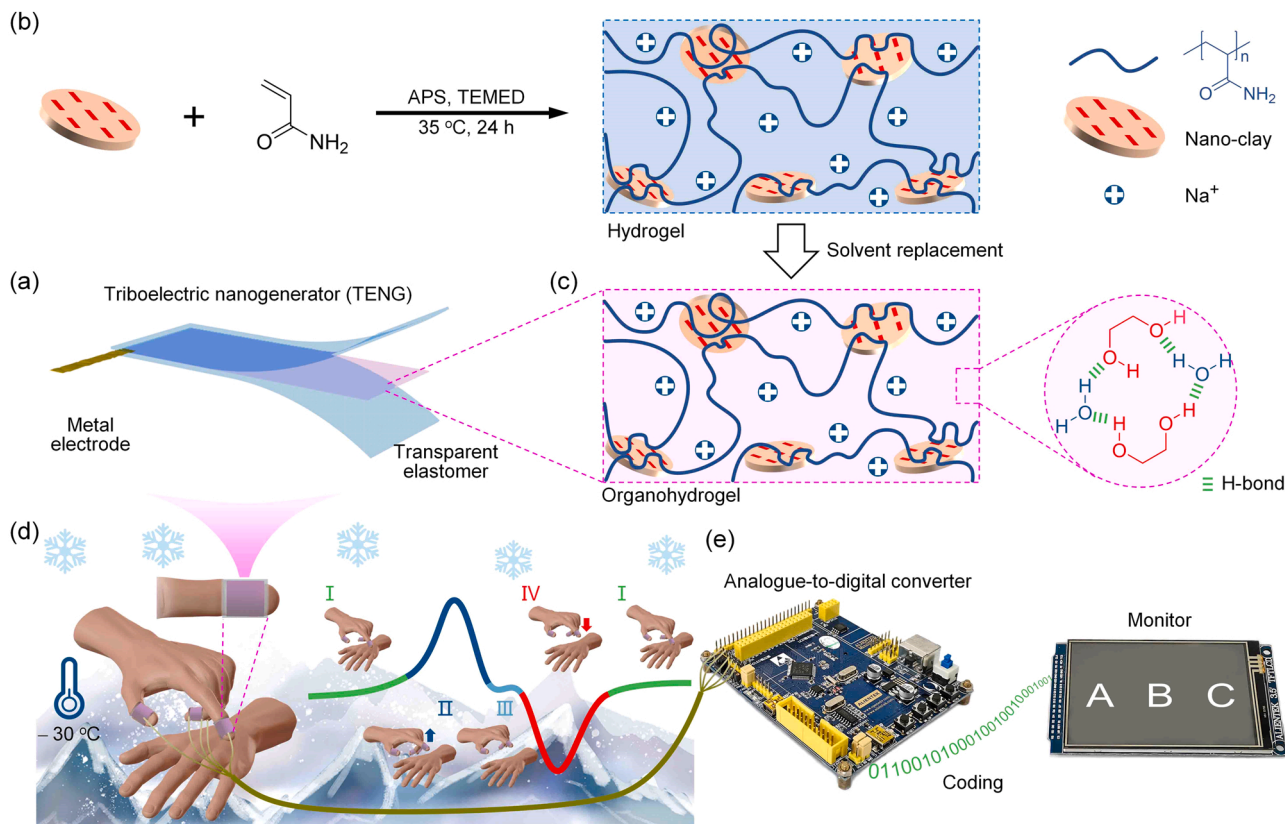 (b)
APS, TEMED
35 °C, 24 h
O
NH₂
Hydrogel
n
O
NH₂
Nano-clay
Na⁺
Solvent replacement
(a)
Triboelectric nanogenerator (TENG)
Metal
electrode
Transparent
elastomer
(c)
Organohydrogel
H
O
O
H
H
O
H
H
O
H
H
O
H
O
H-bond
(d)
I
IV
I
II
III
– 30 °C
(e)
Analogue-to-digital converter
Coding
Monitor
A B C